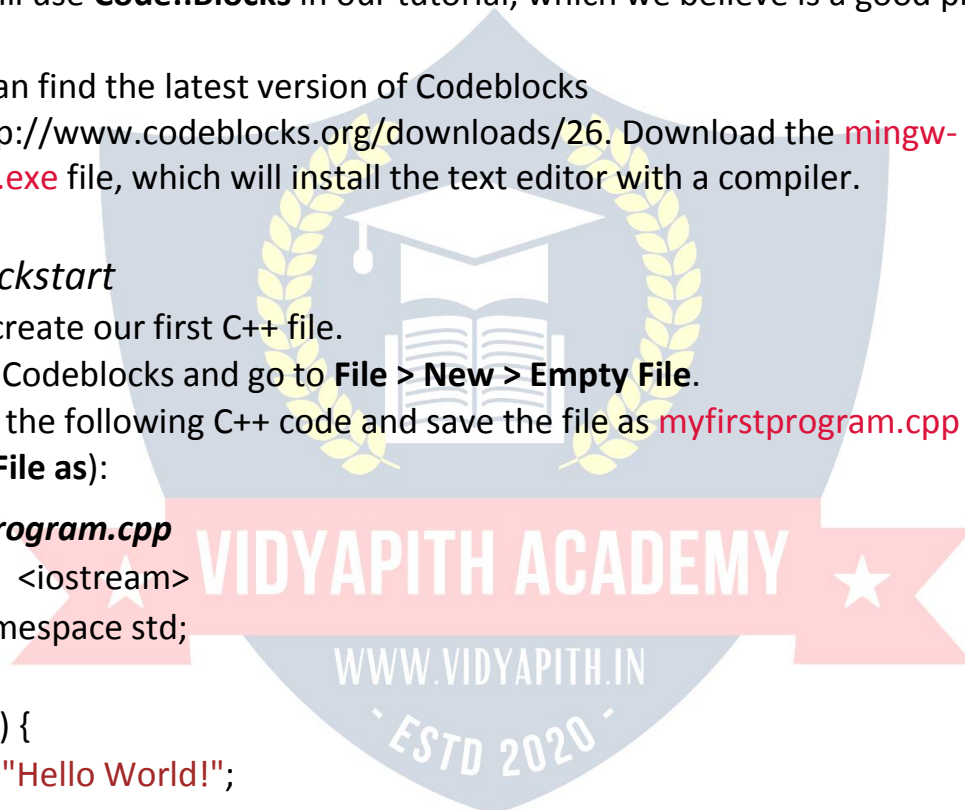 ill use Code::Blocks in our tutorial, which we believe is a good pl
an find the latest version of Codeblocks
p://www.codeblocks.org/downloads/26. Download the mingw-
.exe file, which will install the text editor with a compiler.
ckstart
create our first C++ file.
Codeblocks and go to File > New > Empty File.
the following C++ code and save the file as myfirstprogram.cpp
File as):
rogram.cpp
<iostream>
mespace std;
) {
"Hello World!";
VIDYAPITH ACADEMY
WWW.VIDYAPITH.IN
ESTD 2020